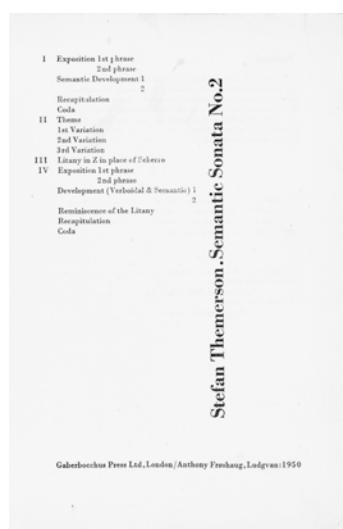 I Exposition 1st phrase
2nd phrase
Semantic Development 1
2
Recapitulation
Coda
II Theme
1st Variation
2nd Variation
3rd Variation
III Litany in Z in place of Scherzo
IV Exposition 1st phrase
2nd phrase
Development (Verboidal & Semantic) 1
2
Reminiscence of the Litany
Recapitulation
Coda
Stefan Themerson.Semantic Sonata No.2
Gaberbocchus Press Ltd, London/Anthony Froshaug, Ludgvan:1950